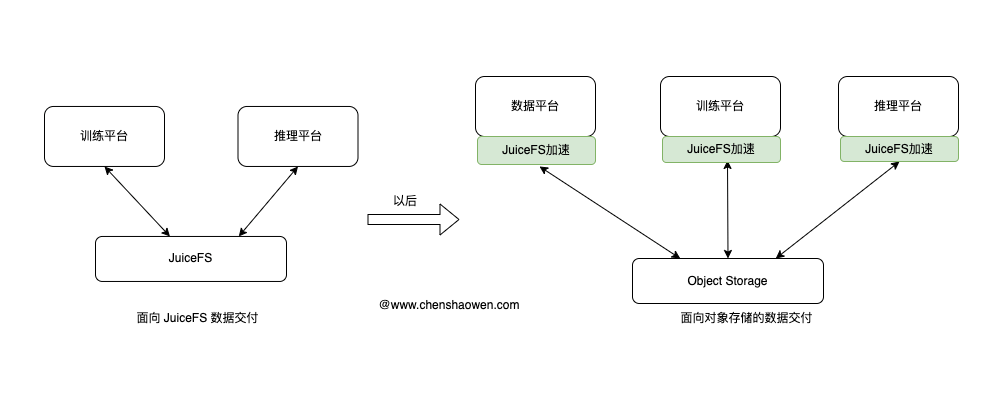 训练平台
推理平台
JuiceFS
面向 JuiceFS 数据交付
以后
@www.chenshaowen.com
数据平台
训练平台
推理平台
JuiceFS加速
JuiceFS加速
JuiceFS加速
Object Storage
面向对象存储的数据交付